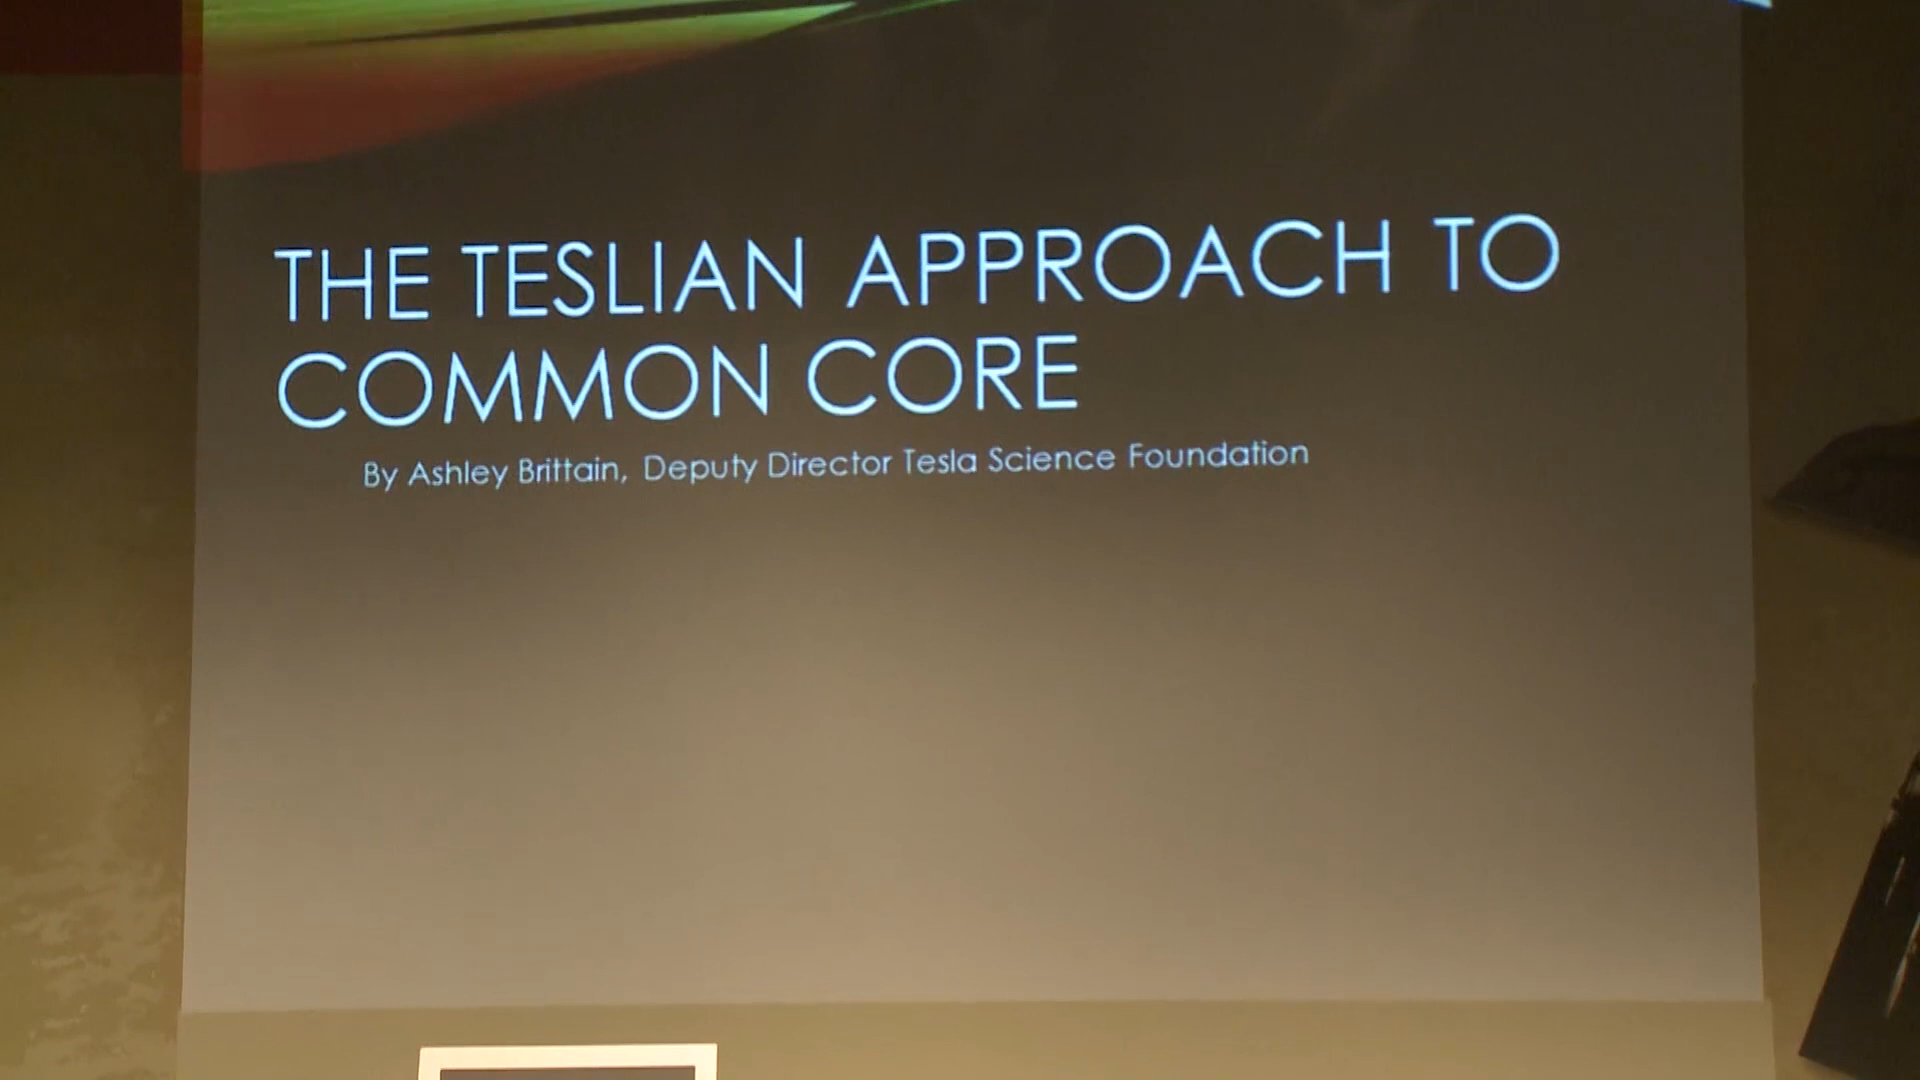 THE TESLIAN APPROACH TO
COMMON CORE
By Ashley Brittain, Deputy Director Tesla Science Foundation